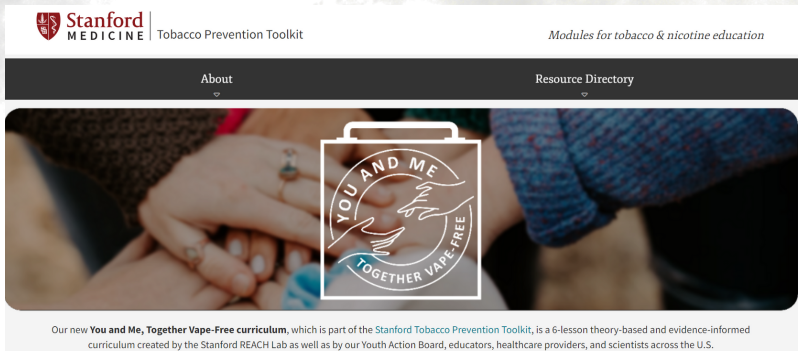 Stanford
MEDICINE
Tobacco Prevention Toolkit
Modules for tobacco & nicotine education
About
Resource Directory
YOU AND ME
TOGETHER VAPE-FREE
Our new You and Me, Together Vape-Free curriculum, which is part of the Stanford Tobacco Prevention Toolkit, is a 6-lesson theory-based and evidence-informed
curriculum created by the Stanford REACH Lab as well as by our Youth Action Board, educators, healthcare providers, and scientists across the U.S.